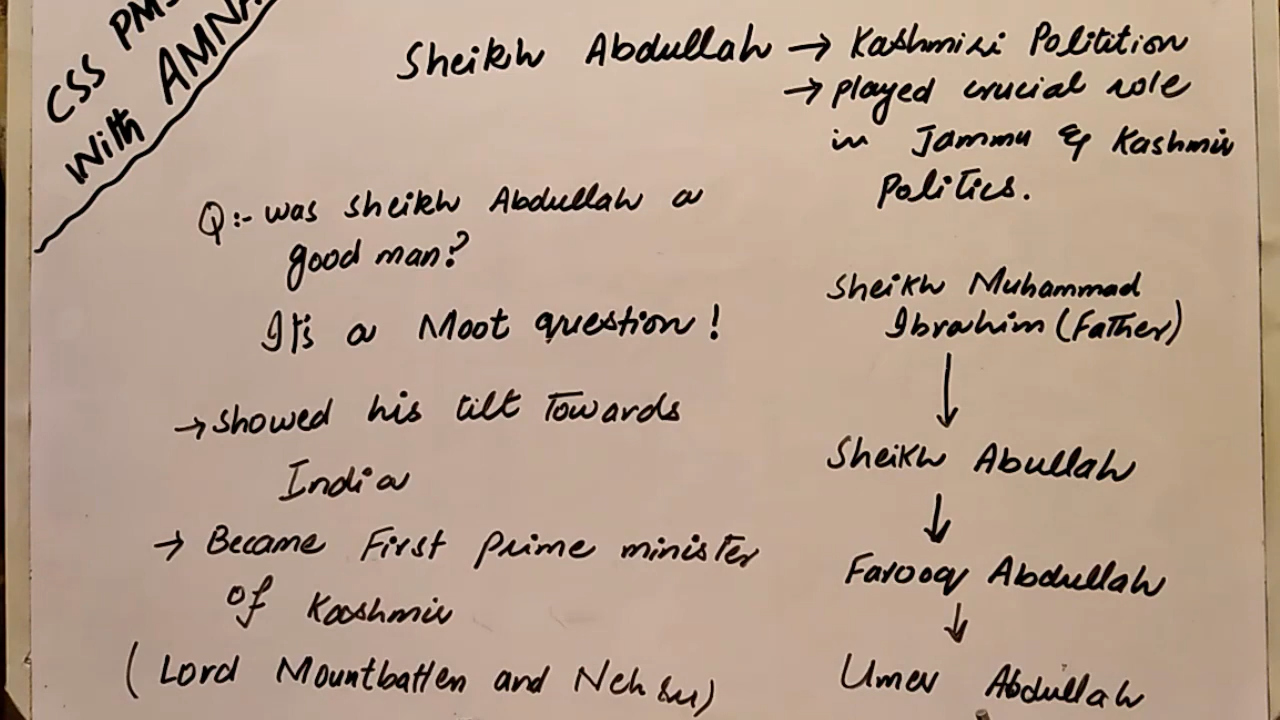 CSS PMS
With AMNA
Sheikh Abdullah → Kashmiri Polition
→ played crucial role
in Jammu & Kashmir
Politics.
Q:- was sheikh Abdullah a
good man?
It's a Moot question!
→ showed his tilt Towards
India
→ Became First prime minister
of Kashmir
(Lord Mountbatten and Nehru)
Sheikh Muhammad
Ibrahim (Father)
↓
Sheikh Abullah
↓
Farooq Abdullah
↓
Umer Abdullah